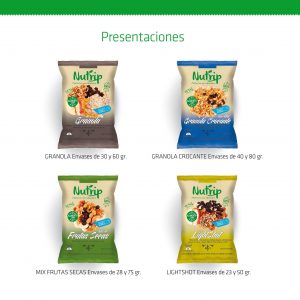 Presentaciones
Nutrip
Granola
Nutrip
Granola Crocante
GRANOLA Envases de 30 y 60 gr.
GRANOLA CROCANTE Envases de 40 y 80 gr.
Nutrip
Frutas Secas
Nutrip
LightShot
MIX FRUTAS SECAS Envases de 28 y 75 gr.
LIGHTSHOT Envases de 23 y 50 gr.